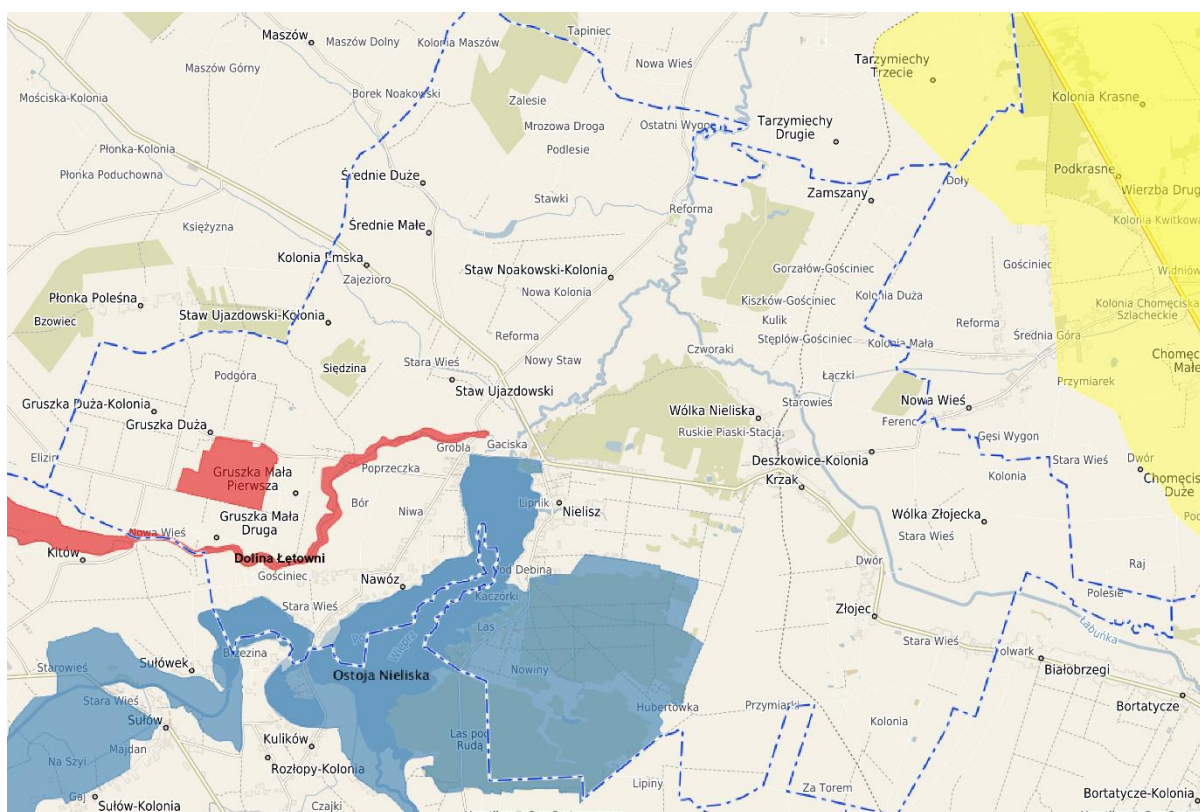 Maszów
Maszów Dolny
Kolonia Maszów
Tapiniec
Nowa Wieś
Maszów Górny
Tarzymiechy
Trzecie
Mościska-Kolonia
Borek Noakowski
Zalesie
Kolonia Krasne
Mrozowa Droga
Ostatni Wygon
Tarzymiechy
Drugie
Płonka-Kolonia
Podlesie
Płonka Poduchowna
Średnie Duże
Stawki
Zamszany
Doły
Podkrasne
Wierzba Drug
Księżyzna
Średnie Małe
Reforma
Kolonia Kwitkowa
Kolonia Emska
Zajezioro
Staw Noakowski-Kolonia
Gorzałów-Gościniec
Gościniec
Widniów
Płonka Poleśna
Bzowiec
Nowa Kolonia
Kiszków-Gościniec
Kolonia Duża
Kolonia Chomęciska
Szlacheckie
Staw Ujazdowski-Kolonia
Kulik
Reforma
Stęplów-Gościniec
Reforma
Średnia Góra
Kolonia Mała
Chomęc
Małe
Siędzina
Stara Wieś
Nowy Staw
Czworaki
Podgóra
Łączki
Przymiarek
Staw Ujazdowski
Starowieś
Gruszka Duża-Kolonia
Wólka Nieliska
Nowa Wieś
Gruszka Duża
Ferenc
Ruskie Piaski-Stacja
Gęsi Wygon
Grobla
Gaciska
Elizin
Deszkowice-Kolonia
Stara Wieś
Dwór
Gruszka Mała
Pierwsza
Poprzeczka
Kolonia
Chomęcis
Duże
Krzak
Bór
Lipnik
Nielisz
Niwa
Wólka Złojecka
Gruszka Mała
Druga
Nowa Wieś
Stara Wieś
Kitów
Dolina Łętowni
Dwór
Raj
Gościniec
Nawóz
Pod Dębiną
Kaczórki
Polesie
Stara Wieś
Złojec
Łabuńka
Las
Wieprz
Stara Wieś
Brzezina
Folwark
Starowieś
Sułówek
Nowiny
Białobrzegi
Ostoja Nieliska
Stara Wieś
Hubertówka
Przymiarki
Bortatycze
Sułów
Kolonia
Las pod
Rudą
Kulików
Majdan
Na Szyi
Rozłopy-Kolonia
Lipiny
Za Torem
Gaj
Sułów-Kolonia
Czajki
Bortatycze-Kolonia